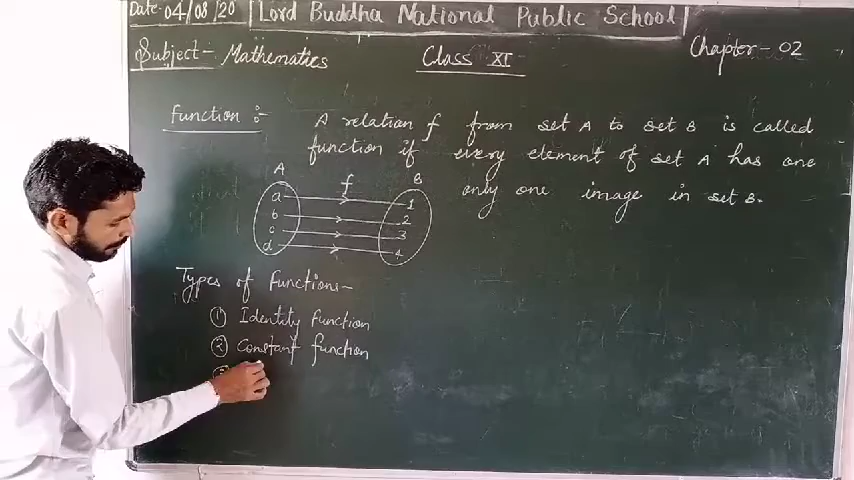 Date- 04/08/20 Lord Buddha National Public School
Subject- Mathematics Class XI Chapter- 02
Function :- A relation f from set A to set B is called
function if every element of set A has one
only one image in set B.
A f B
a 1
b 2
c 3
d 4
Types of Functions-
① Identity Function
② Constant function